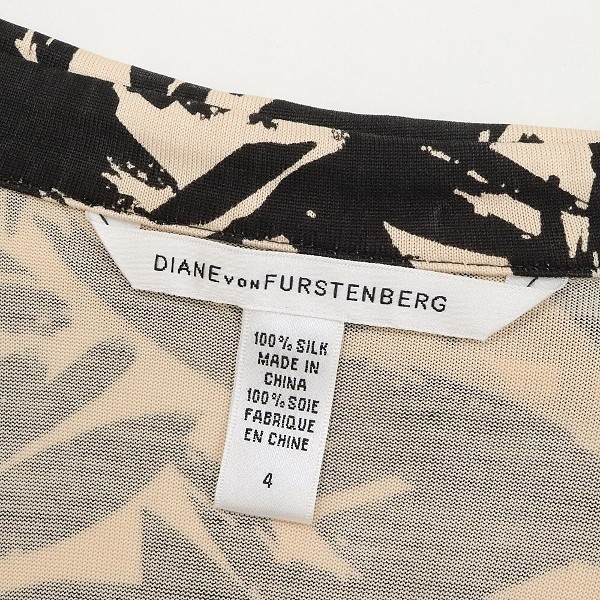 DIANE VON FURSTENBERG
100% SILK
MADE IN
CHINA
100% SOIE
FABRIQUE
EN CHINE
4